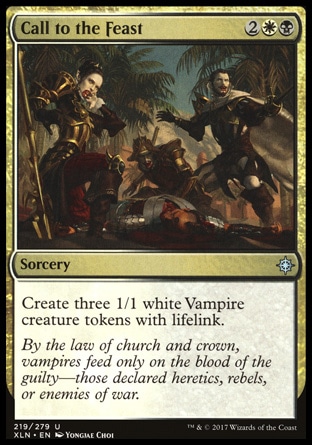 Call to the Feast 2
Sorcery
Create three 1/1 white Vampire
creature tokens with lifelink.
By the law of church and crown,
vampires feed only on the blood of the
guilty—those declared heretics, rebels,
or enemies of war.
219/279 U
XLN • EN Yongjae Choi
™ & © 2017 Wizards of the Coast